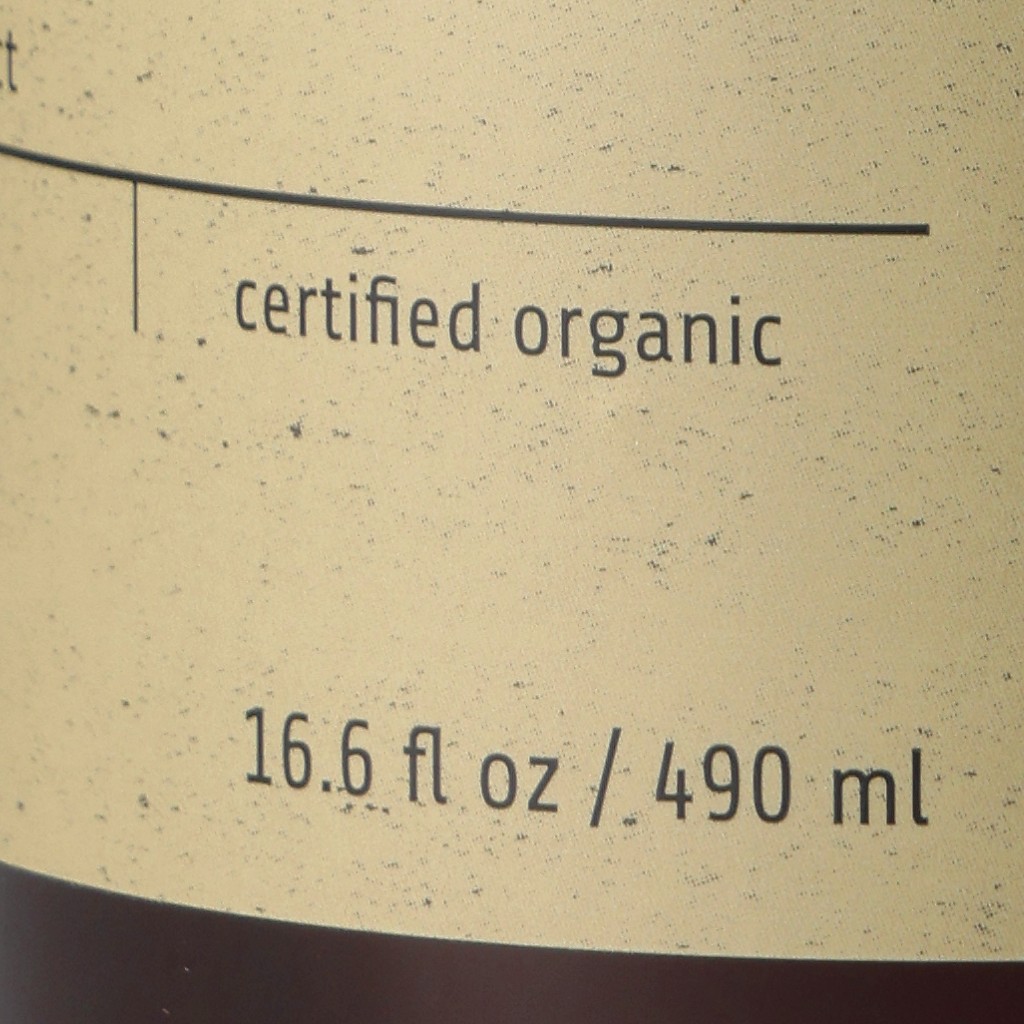 certified organic
16.6 fl oz / 490 ml